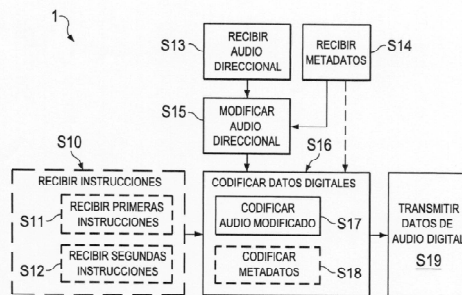 1
S13
RECIBIR
AUDIO
DIRECCIONAL
RECIBIR
METADATOS
S14
S15
MODIFICAR
AUDIO
DIRECCIONAL
S10
S16
RECIBIR INSTRUCCIONES
S11
RECIBIR PRIMERAS
INSTRUCCIONES
S12
RECIBIR SEGUNDAS
INSTRUCCIONES
CODIFICAR DATOS DIGITALES
CODIFICAR
AUDIO MODIFICADO
S17
CODIFICAR
METADATOS
S18
TRANSMITIR
DATOS DE
AUDIO DIGITAL
S19